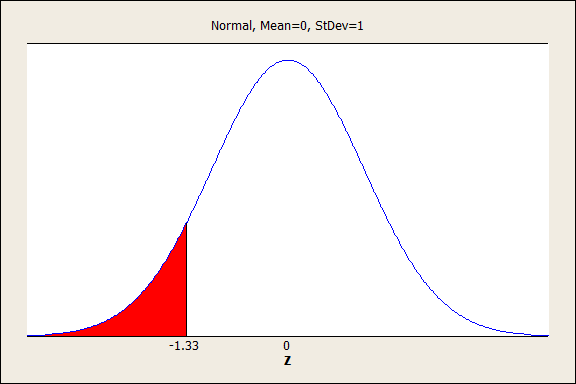 Normal, Mean=0, StDev=1
-1.33 0
Z